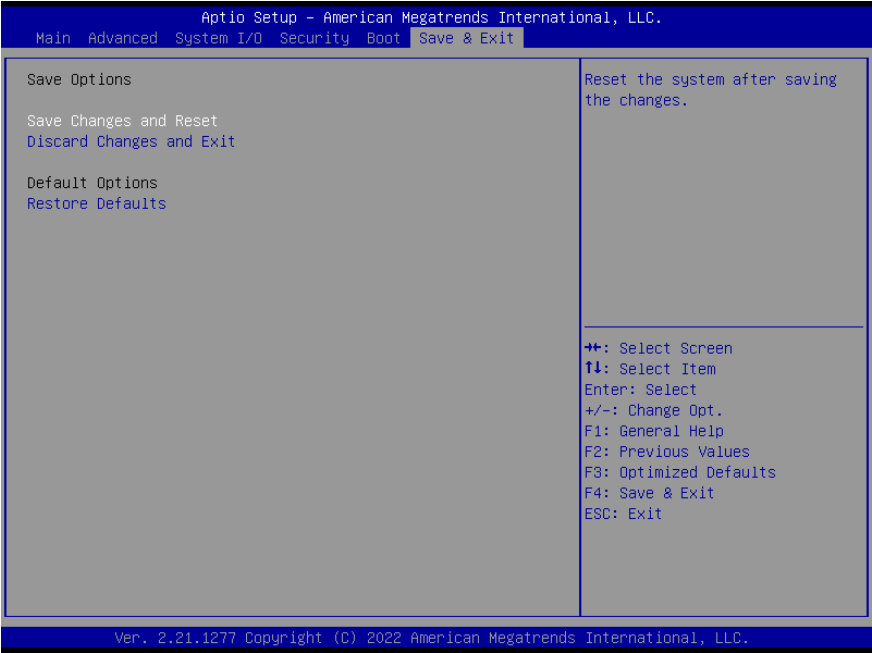 Aptio Setup – American Megatrends International, LLC.
Main Advanced System I/O Security Boot Save & Exit
Save Options
Save Changes and Reset
Discard Changes and Exit
Default Options
Restore Defaults
Reset the system after saving
the changes.
→←: Select Screen
↑↓: Select Item
Enter: Select
+/-: Change Opt.
F1: General Help
F2: Previous Values
F3: Optimized Defaults
F4: Save & Exit
ESC: Exit
Ver. 2.21.1277 Copyright (C) 2022 American Megatrends International, LLC.